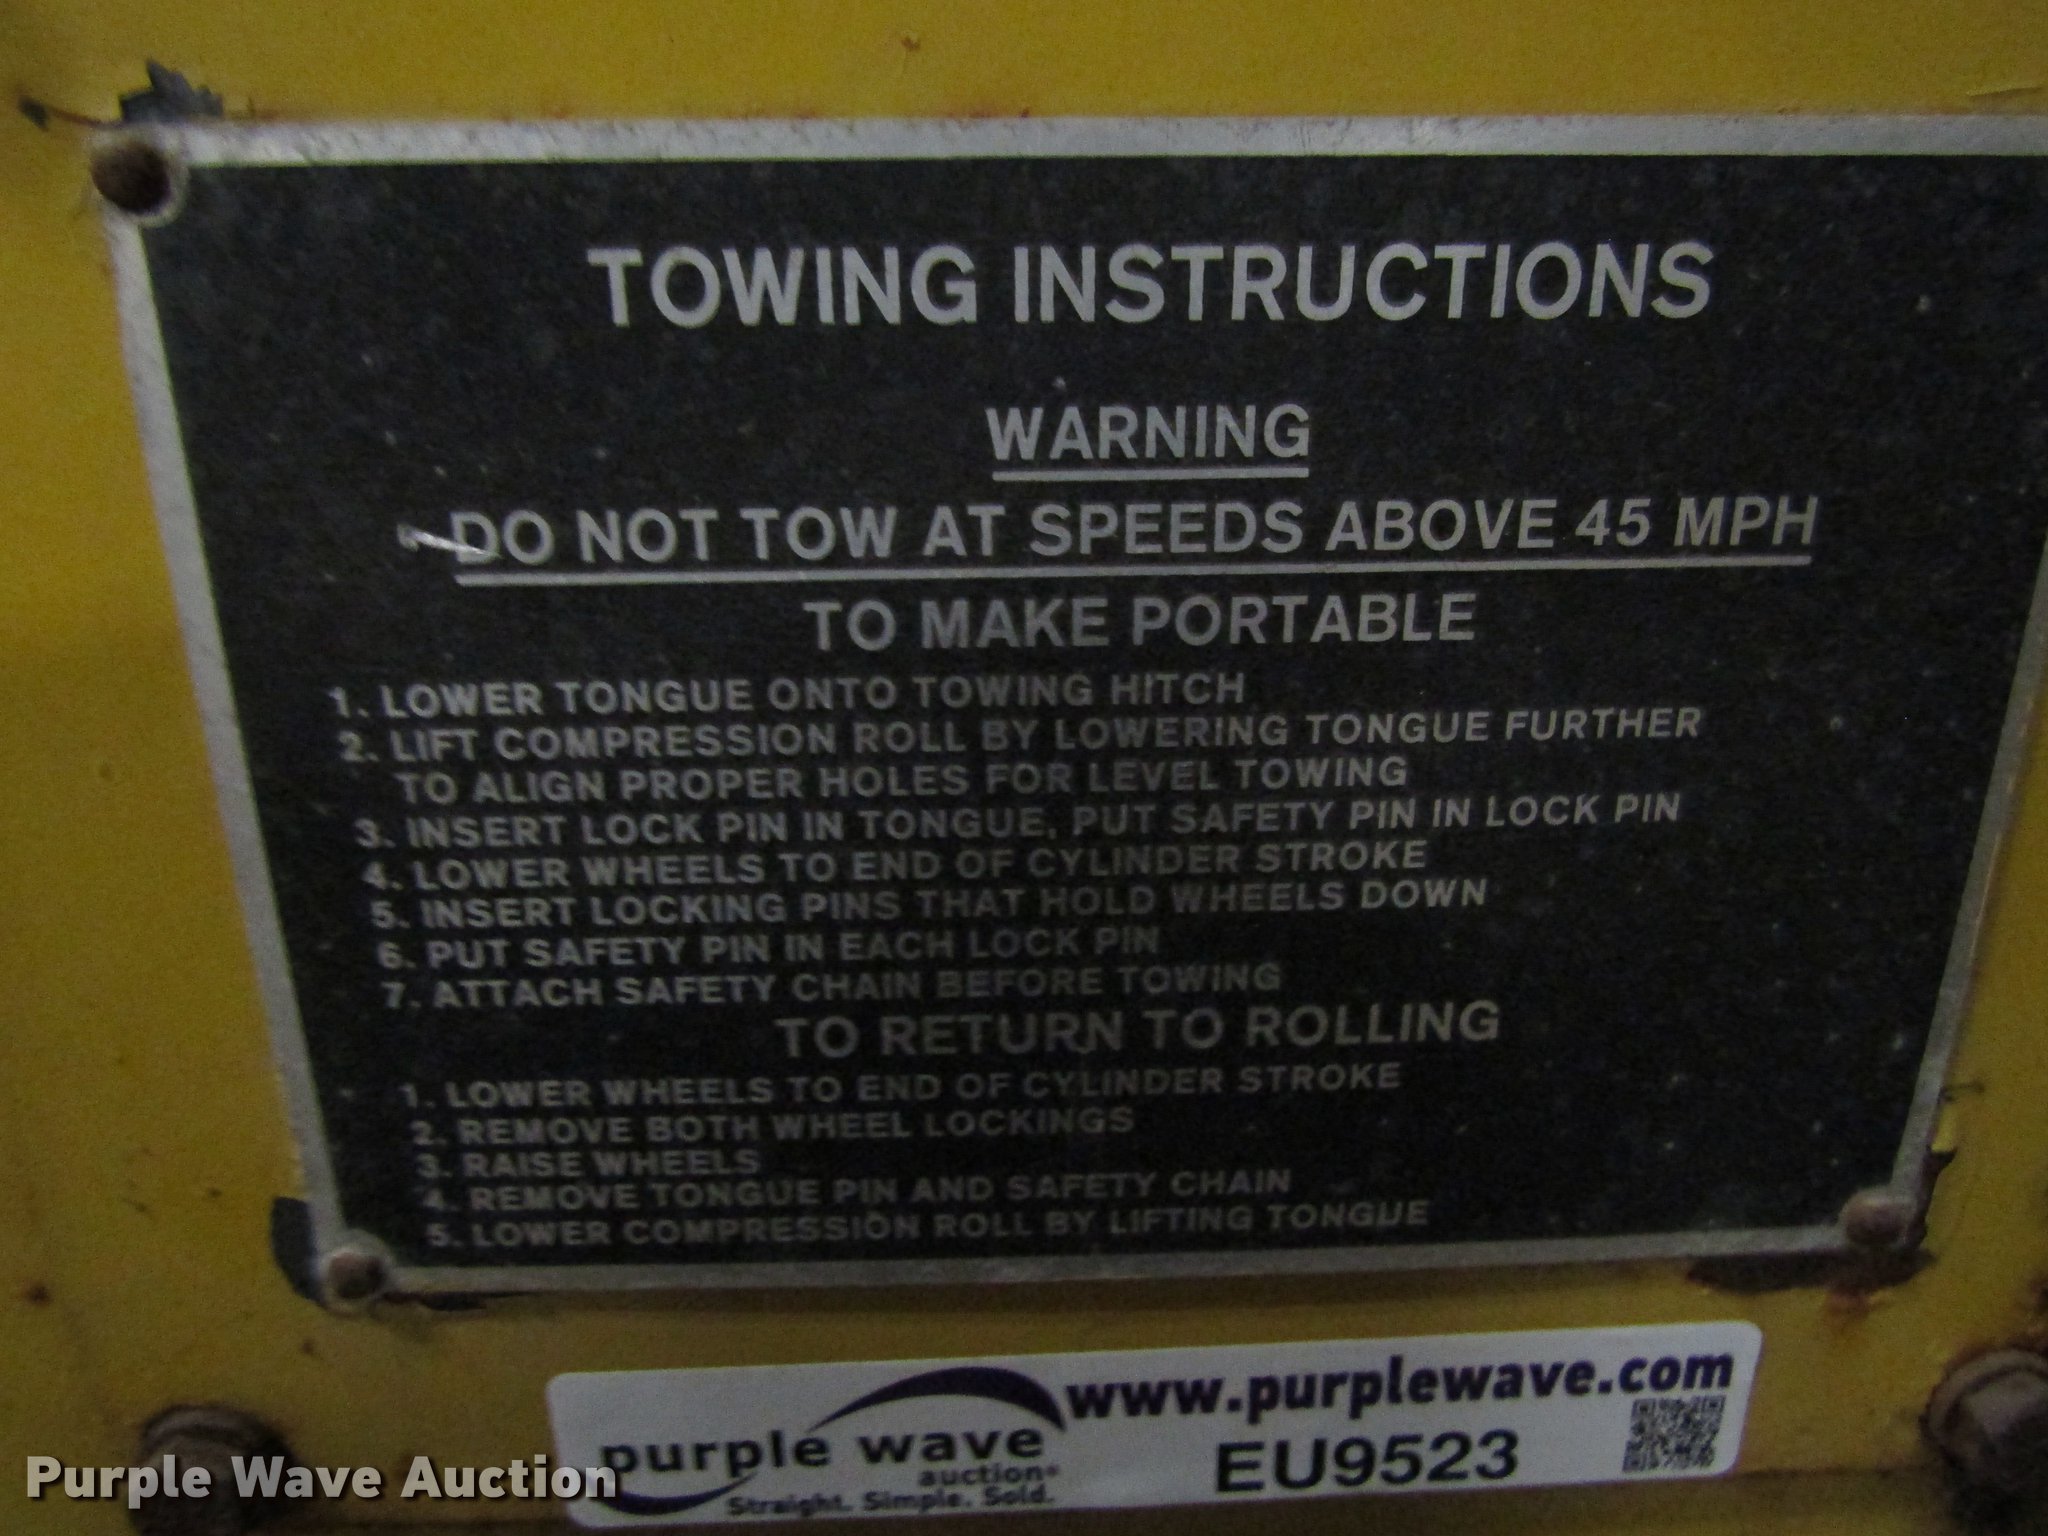 TOWING INSTRUCTIONS
WARNING
DO NOT TOW AT SPEEDS ABOVE 45 MPH
TO MAKE PORTABLE
1. LOWER TONGUE ONTO TOWING HITCH
2. LIFT COMPRESSION ROLL BY LOWERING TONGUE FURTHER
TO ALIGN PROPER HOLES FOR LEVEL TOWING
3. INSERT LOCK PIN IN TONGUE, PUT SAFETY PIN IN LOCK PIN
4. LOWER WHEELS TO END OF CYLINDER STROKE
5. INSERT LOCKING PINS THAT HOLD WHEELS DOWN
6. PUT SAFETY PIN IN EACH LOCK PIN
7. ATTACH SAFETY CHAIN BEFORE TOWING
TO RETURN TO ROLLING
1. LOWER WHEELS TO END OF CYLINDER STROKE
2. REMOVE BOTH WHEEL LOCKINGS
3. RAISE WHEELS
4. REMOVE TONGUE PIN AND SAFETY CHAIN
5. LOWER COMPRESSION ROLL BY LIFTING TONGUE
purple wave
auction®
Straight. Simple. Sold.
www.purplewave.com
EU9523
Purple Wave Auction